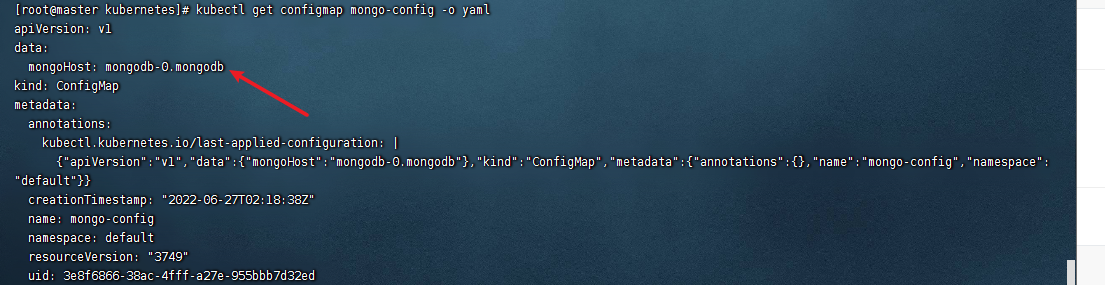 [root@master kubernetes]# kubectl get configmap mongo-config -o yaml
apiVersion: v1
data:
  mongoHost: mongodb-0.mongodb
kind: ConfigMap
metadata:
  annotations:
    kubectl.kubernetes.io/last-applied-configuration: |
      {"apiVersion":"v1","data":{"mongoHost":"mongodb-0.mongodb"},"kind":"ConfigMap","metadata":{"annotations":{},"name":"mongo-config","namespace":
"default"}}
  creationTimestamp: "2022-06-27T02:18:38Z"
  name: mongo-config
  namespace: default
  resourceVersion: "3749"
  uid: 3e8f6866-38ac-4fff-a27e-955bbb7d32ed